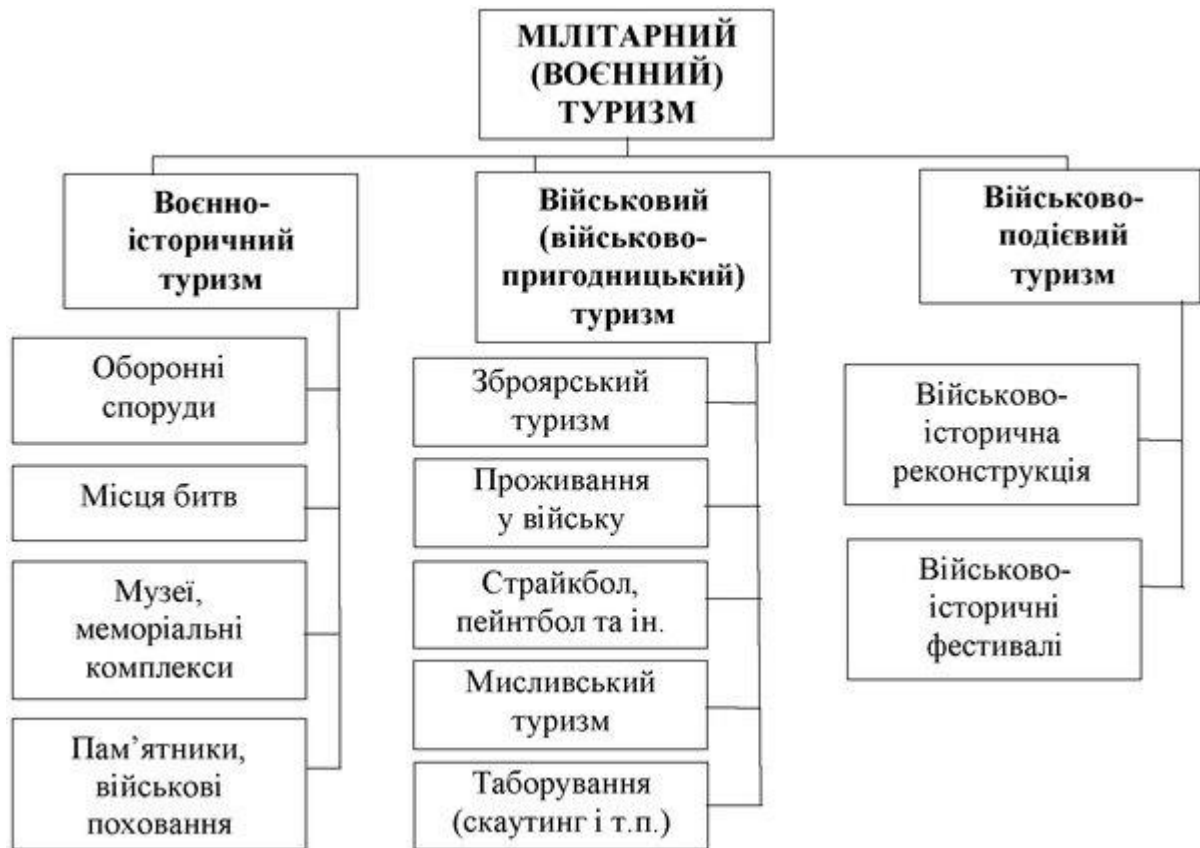 МІЛІТАРНИЙ
(ВОЄННИЙ)
ТУРИЗМ
Воєнно-
історичний
туризм
Оборонні
споруди
Місця битв
Музеї,
меморіальні
комплекси
Пам’ятники,
військові
поховання
Військовий
(військово-
пригодницький)
туризм
Зброярський
туризм
Проживання
у війську
Страйкбол,
пейнтбол та ін.
Мисливський
туризм
Таборування
(скаутинг і т.п.)
Військово-
подієвий
туризм
Військово-
історична
реконструкція
Військово-
історичні
фестивалі